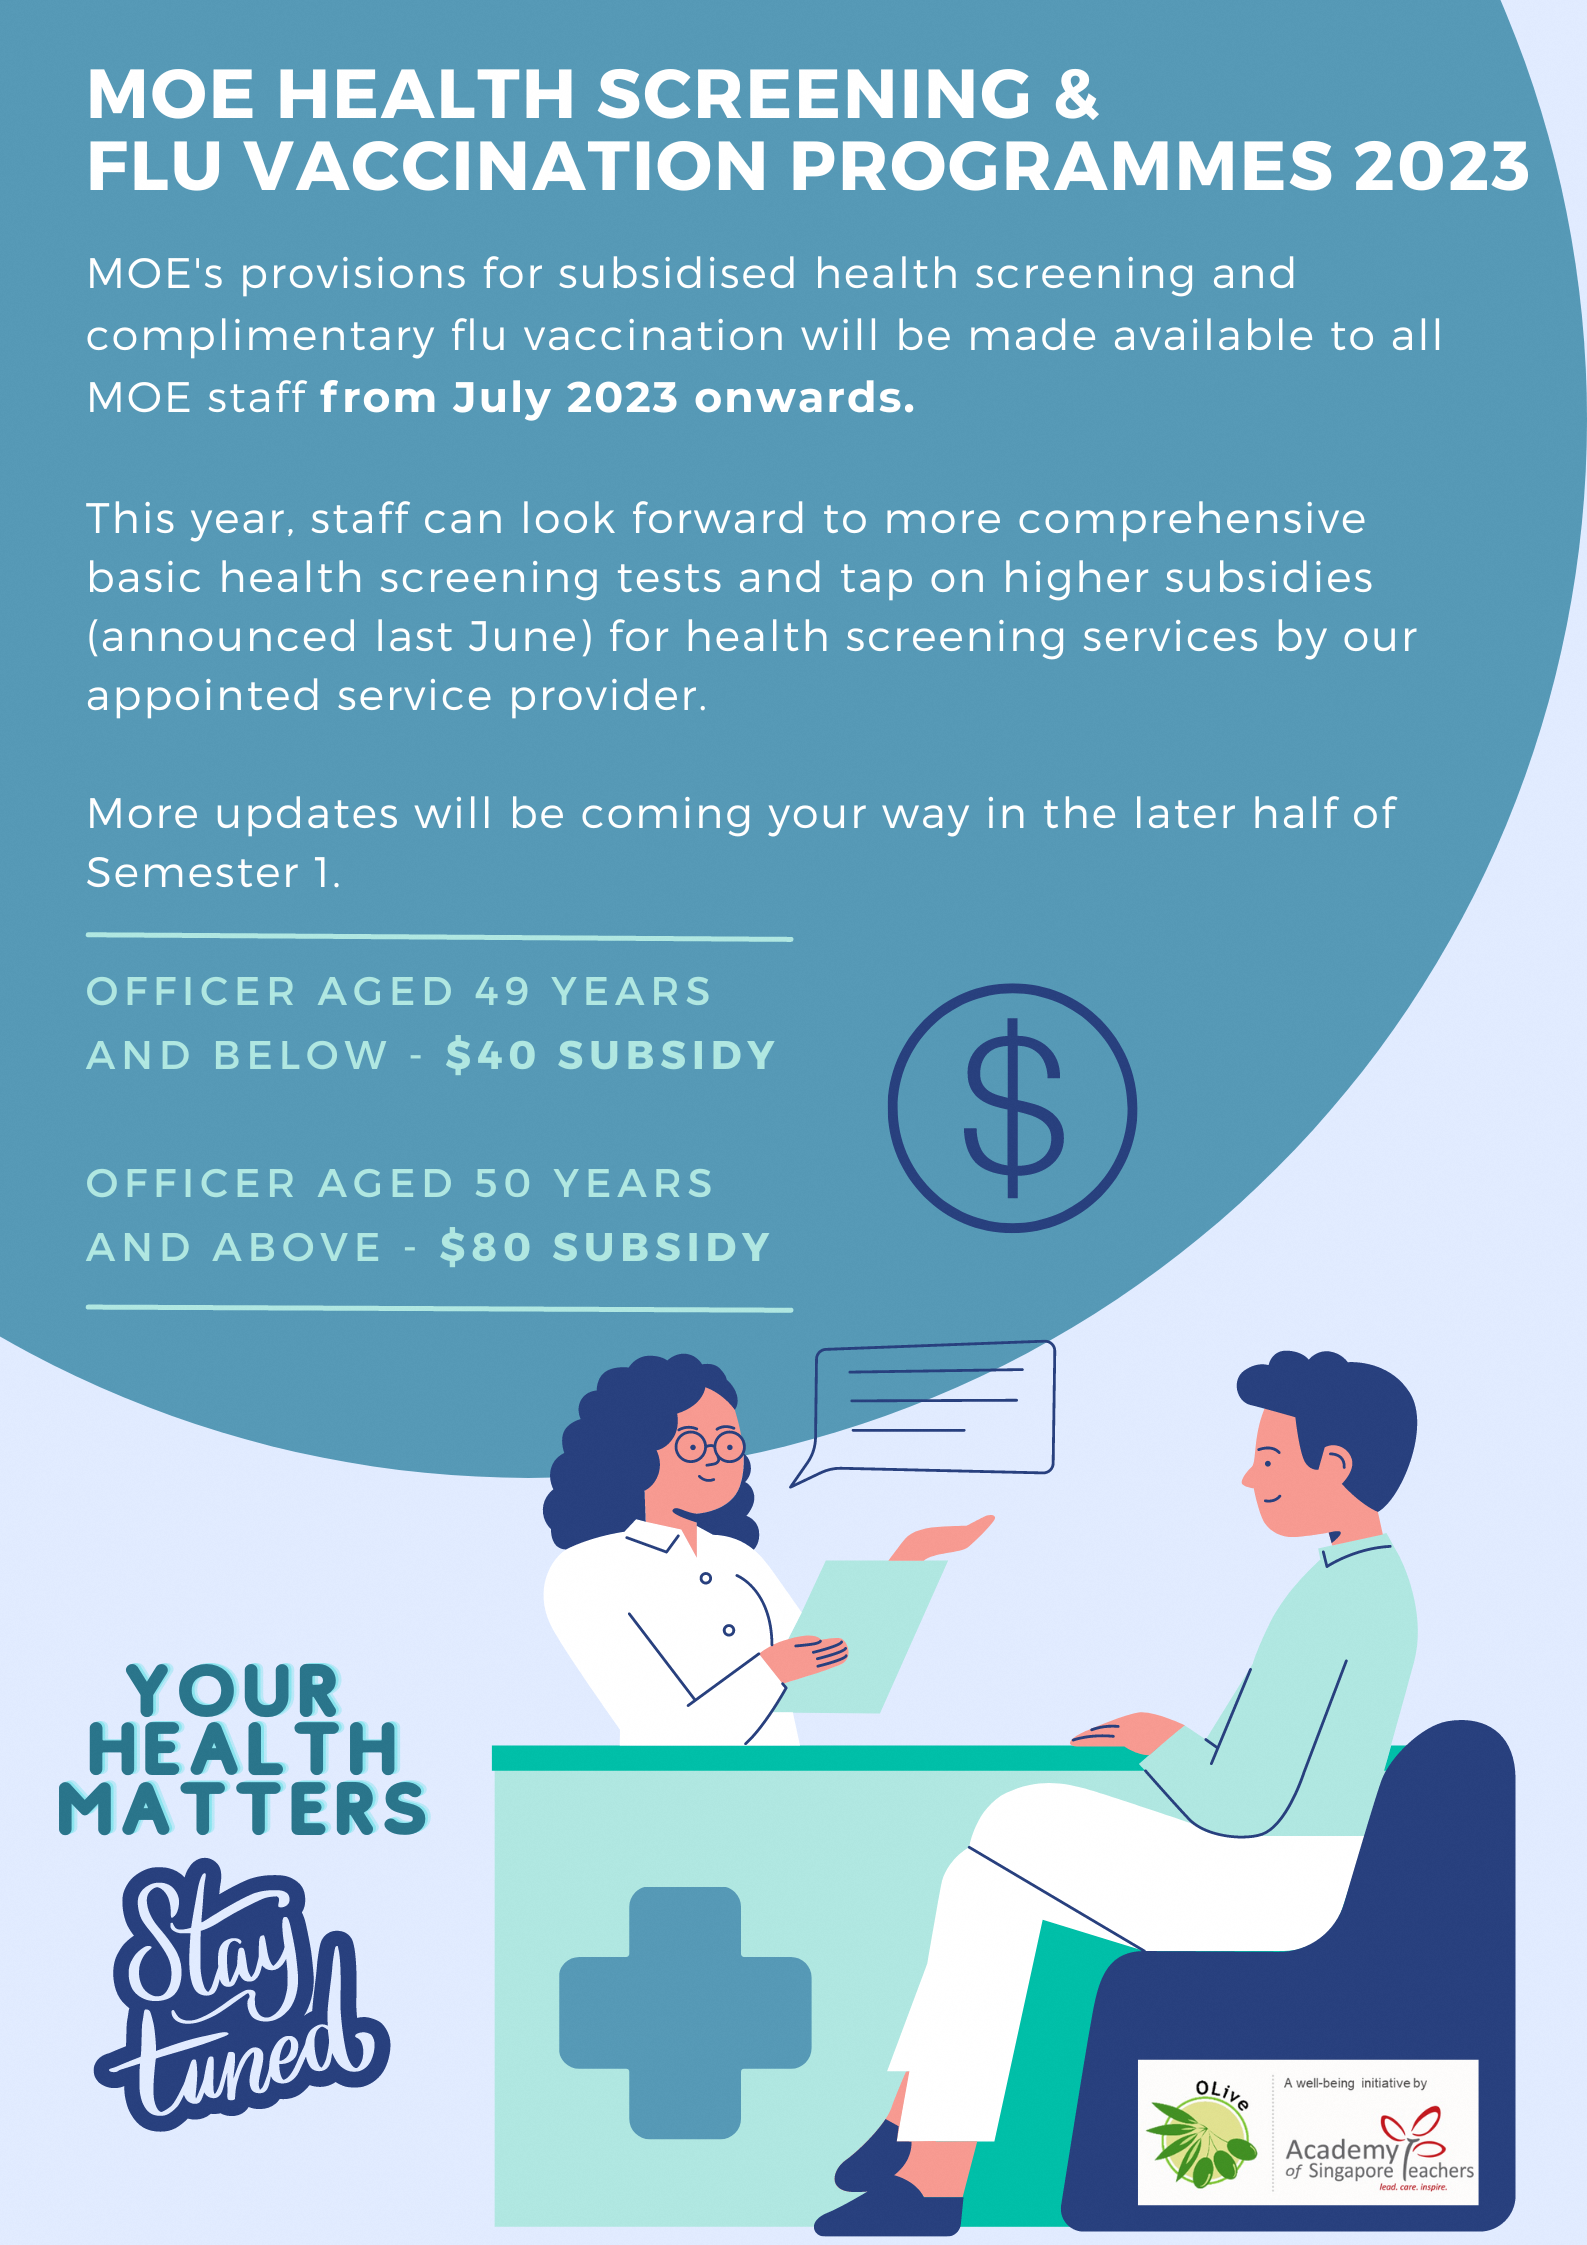 MOE HEALTH SCREENING &
FLU VACCINATION PROGRAMMES 2023
MOE's provisions for subsidised health screening and
complimentary flu vaccination will be made available to all
MOE staff from July 2023 onwards.
This year, staff can look forward to more comprehensive
basic health screening tests and tap on higher subsidies
(announced last June) for health screening services by our
appointed service provider.
More updates will be coming your way in the later half of
Semester 1.
OFFICER AGED 49 YEARS
AND BELOW - $40 SUBSIDY
OFFICER AGED 50 YEARS
AND ABOVE - $80 SUBSIDY
$
YOUR
HEALTH
MATTERS
Stay
tuned
OLive
A well-being initiative by
Academy
of Singapore Teachers
lead. care. inspire.